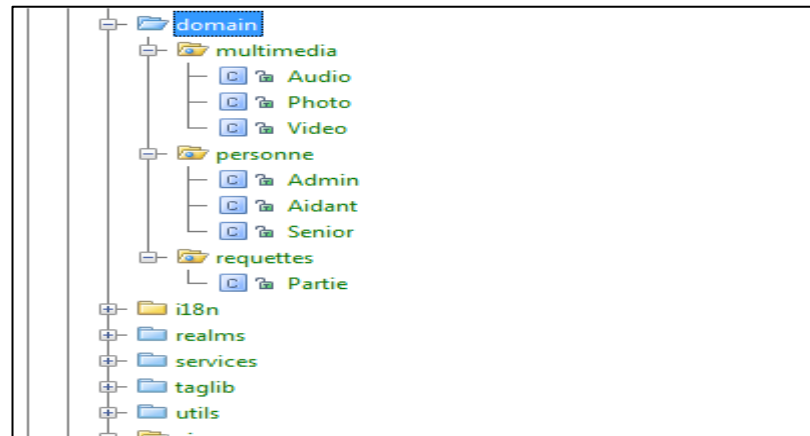 domain
multimedia
Audio
Photo
Video
personne
Admin
Aidant
Senior
requettes
Partie
i18n
realms
services
taglib
utils